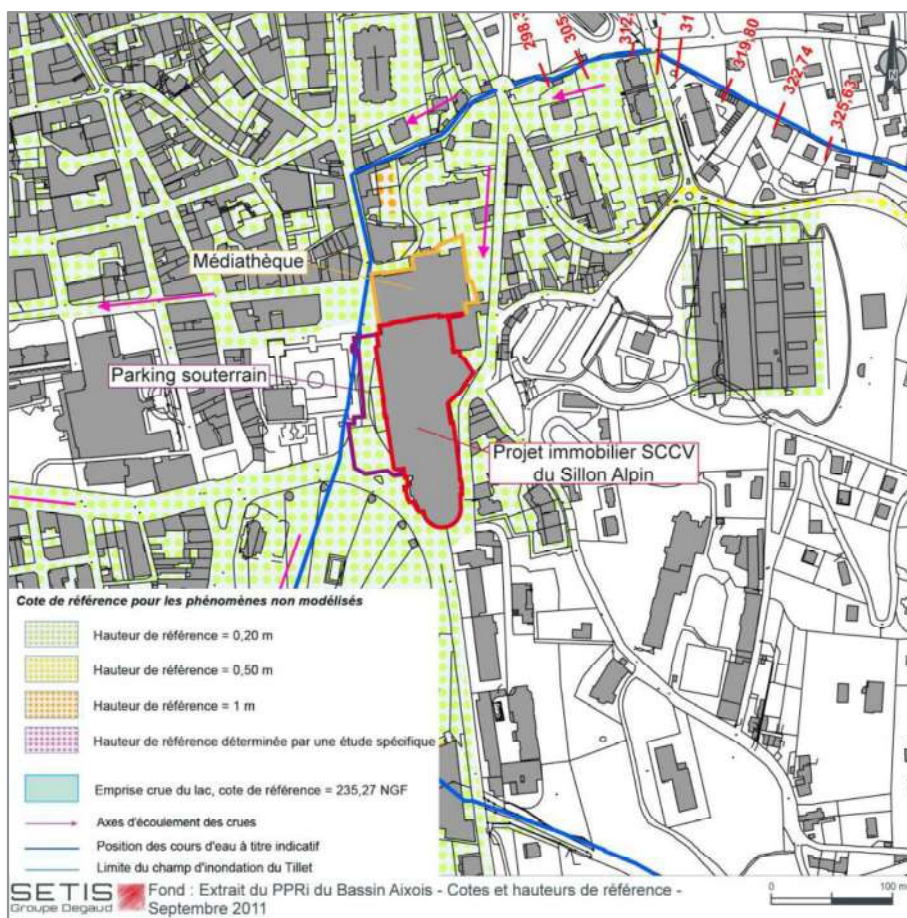 298,3
305
312,
31
319,80
322,74
325,63
N
Médiathèque
Parking souterrain
Projet immobilier SCCV
du Sillon Alpin
Cote de référence pour les phénomènes non modélisés
Hauteur de référence = 0,20 m
Hauteur de référence = 0,50 m
Hauteur de référence = 1 m
Hauteur de référence déterminée par une étude spécifique
Emprise crue du lac, cote de référence = 235,27 NGF
Axes d'écoulement des crues
Position des cours d'eau à titre indicatif
Limite du champ d'inondation du Tillet
SETIS
Groupe Degaud
Fond : Extrait du PPRi du Bassin Aixois - Cotes et hauteurs de référence -
Septembre 2011
0 100 m